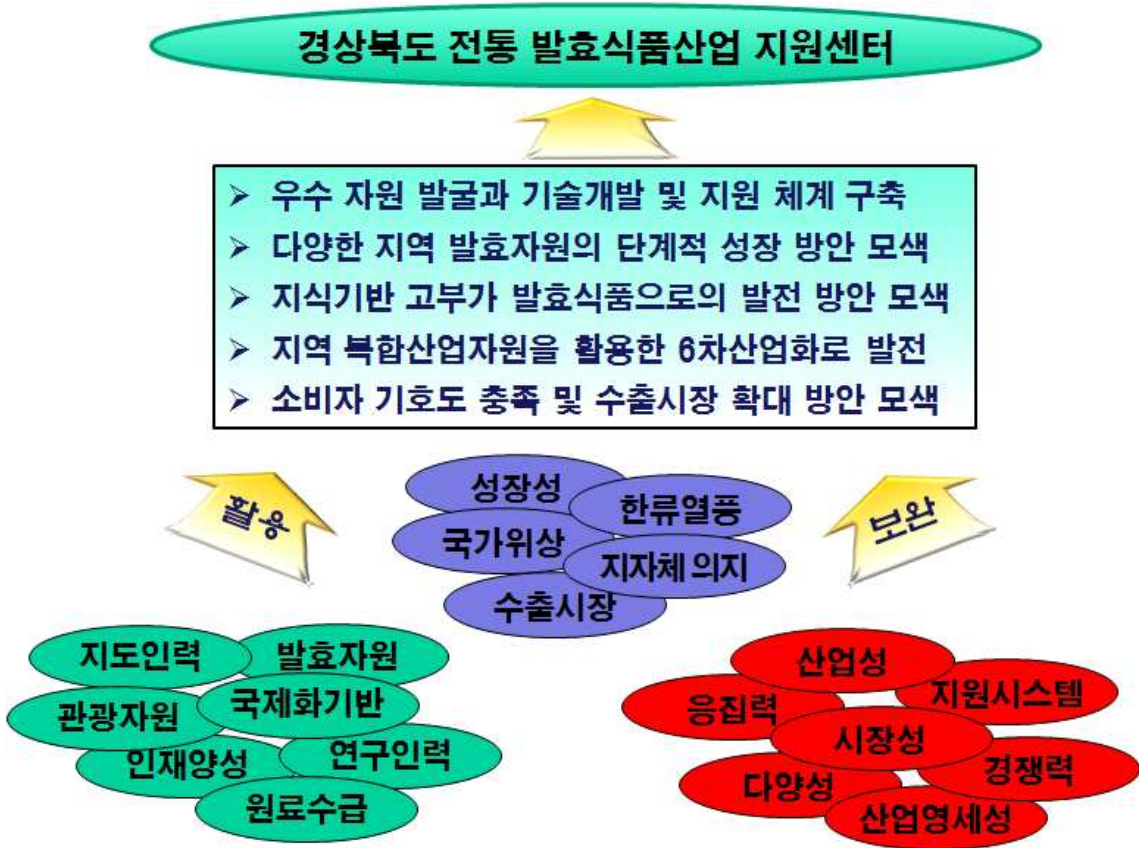 경상북도 전통 발효식품산업 지원센터
➢ 우수 자원 발굴과 기술개발 및 지원 체계 구축
➢ 다양한 지역 발효자원의 단계적 성장 방안 모색
➢ 지식기반 고부가 발효식품으로의 발전 방안 모색
➢ 지역 복합산업자원을 활용한 6차산업화로 발전
➢ 소비자 기호도 충족 및 수출시장 확대 방안 모색
활용
성장성
한류열풍
국가위상
지자체 의지
수출시장
보완
지도인력
발효자원
관광자원
국제화기반
인재양성
연구인력
원료수급
산업성
지원시스템
응집력
시장성
다양성
경쟁력
산업영세성